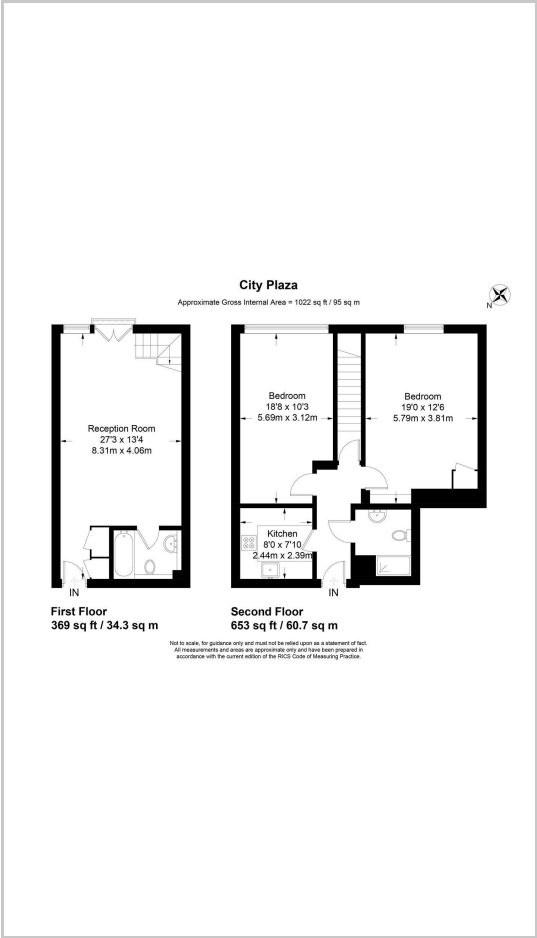 City Plaza
Approximate Gross Internal Area = 1022 sq ft / 95 sq m
N
Reception Room
27'3 x 13'4
8.31m x 4.06m
IN
First Floor
369 sq ft / 34.3 sq m
Bedroom
18'8 x 10'3
5.69m x 3.12m
Bedroom
19'0 x 12'6
5.79m x 3.81m
Kitchen
8'0 x 7'10
2.44m x 2.39m
IN
Second Floor
653 sq ft / 60.7 sq m
Not to scale, for guidance only and must not be relied upon as a statement of fact.
All measurements and areas are approximate only and have been prepared in
accordance with the current edition of the RICS Code of Measuring Practice.